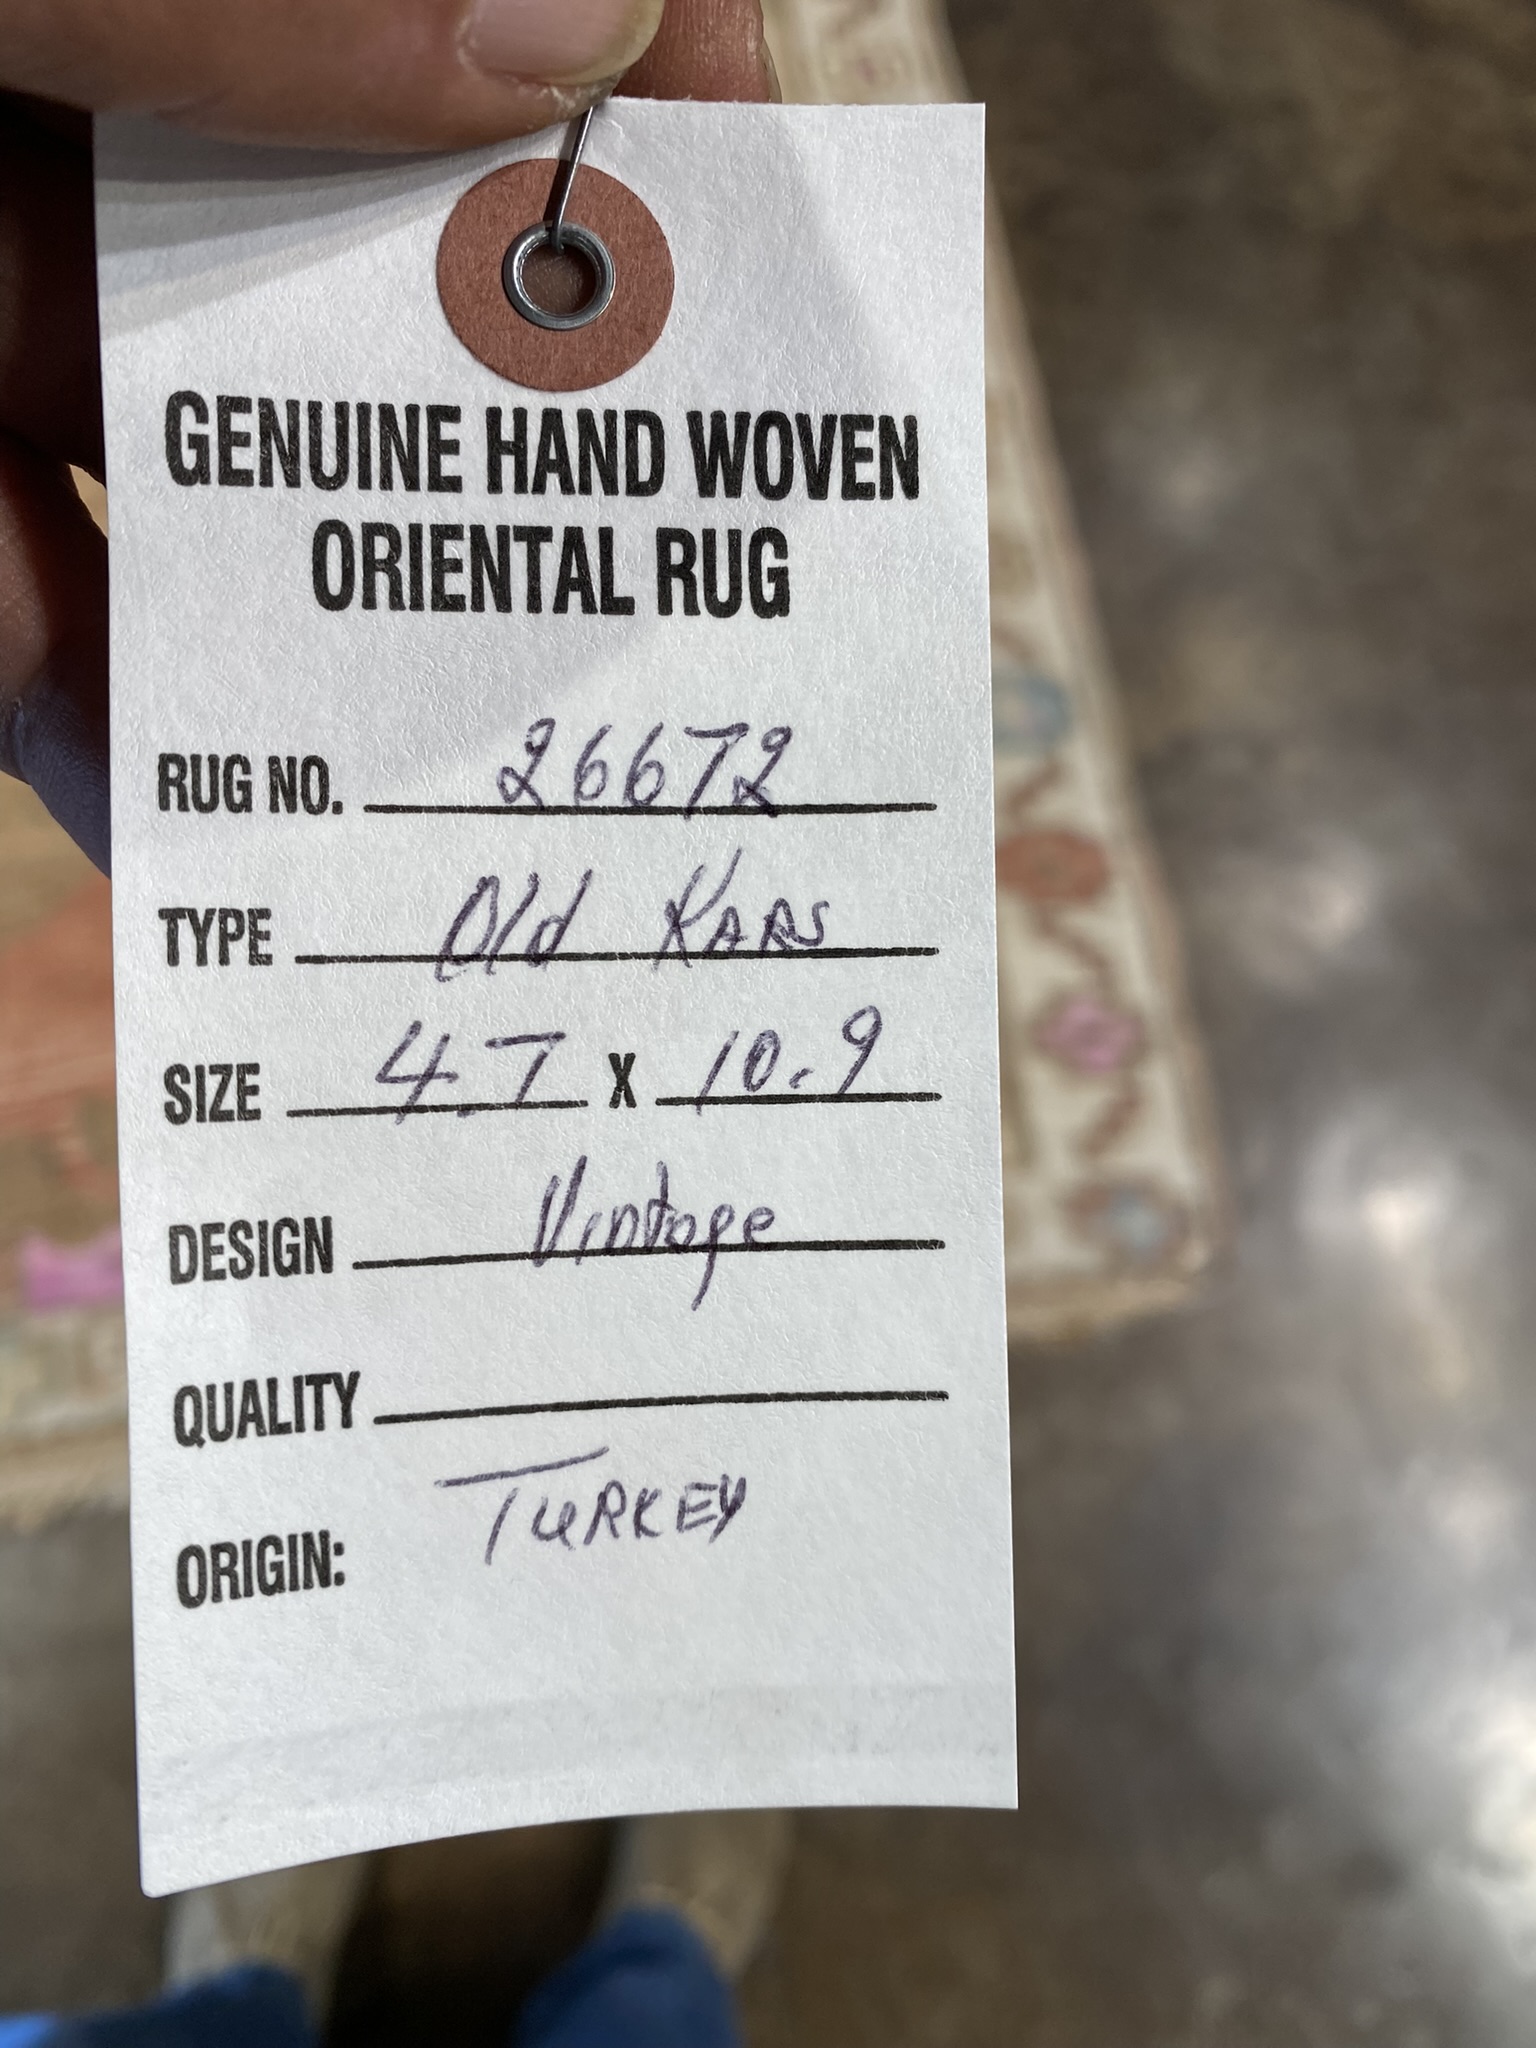 GENUINE HAND WOVEN
ORIENTAL RUG
RUG NO. 26672
TYPE Old KARS
SIZE 4.7 X 10.9
DESIGN Vintage
QUALITY
ORIGIN: TURKEY